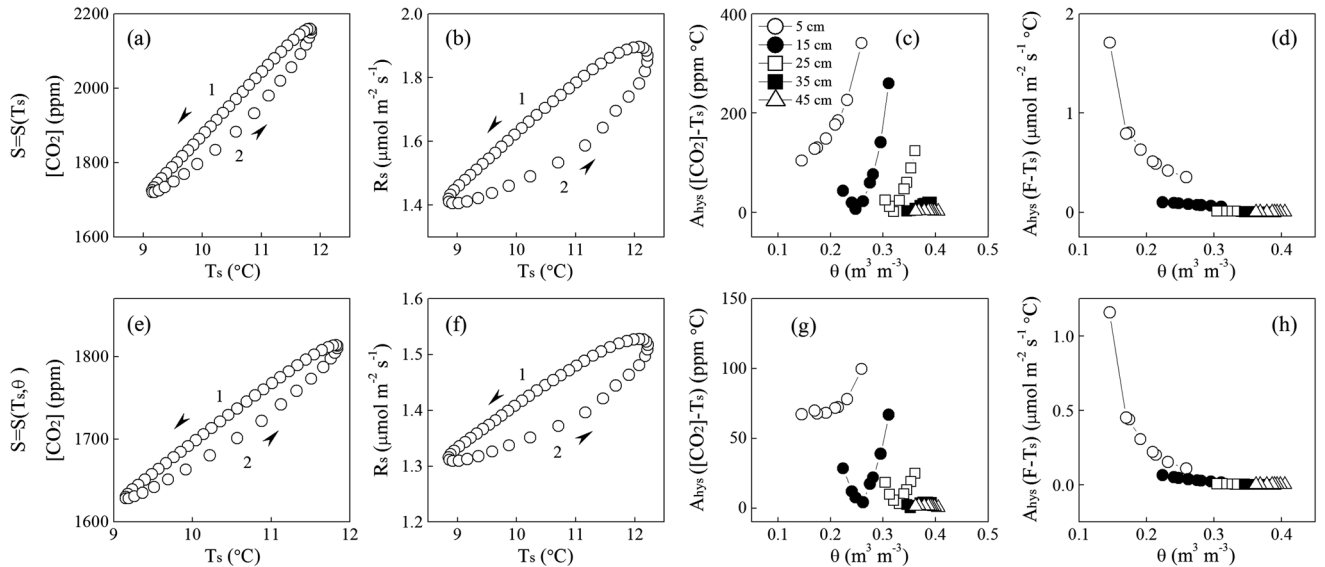 S=S(Ts)
[CO2] (ppm)
2200
2100
2000
1900
1800
1700
1600
(a)
1
2
9 10 11 12
Ts (°C)
Rs (μmol m-2 s-1)
2.0
1.8
1.6
1.4
(b)
1
2
9 10 11 12
Ts (°C)
Ahys ([CO2]-Ts) (ppm °C)
400
200
0
5 cm
15 cm
25 cm
35 cm
45 cm
(c)
0.1 0.2 0.3 0.4 0.5
θ (m3 m-3)
Ahys (F-Ts) (μmol m-2 s-1 °C)
2
1
0
(d)
0.1 0.2 0.3 0.4
θ (m3 m-3)
S=S(Ts,θ)
[CO2] (ppm)
1800
1700
1600
(e)
1
2
9 10 11 12
Ts (°C)
Rs (μmol m-2 s-1)
1.6
1.5
1.4
1.3
1.2
(f)
1
2
9 10 11 12
Ts (°C)
Ahys ([CO2]-Ts) (ppm °C)
150
100
50
0
(g)
0.1 0.2 0.3 0.4 0.5
θ (m3 m-3)
Ahys (F-Ts) (μmol m-2 s-1 °C)
1.0
0.5
0.0
(h)
0.1 0.2 0.3 0.4
θ (m3 m-3)